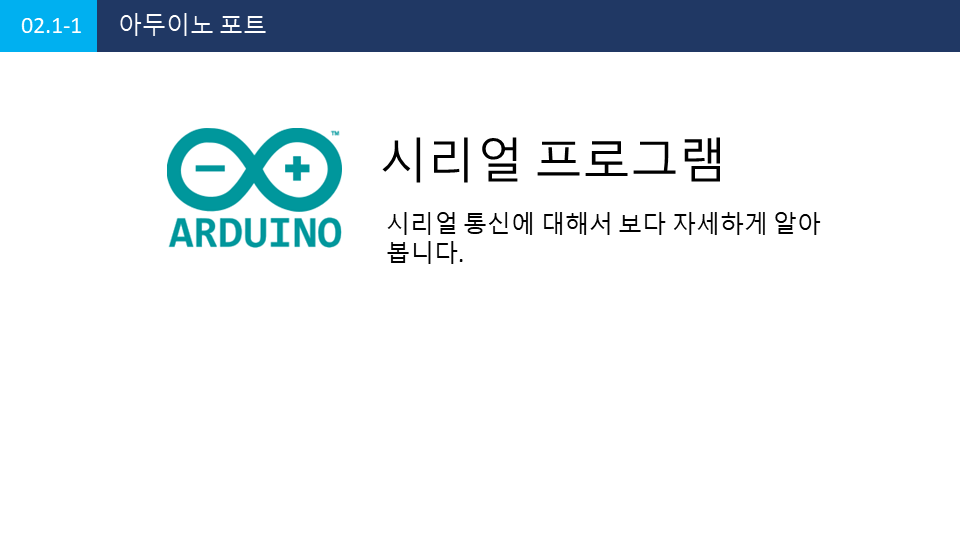 02.1-1
아두이노 포트
시리얼 프로그램
시리얼 통신에 대해서 보다 자세하게 알아
봅니다.
ARDUINO
TM